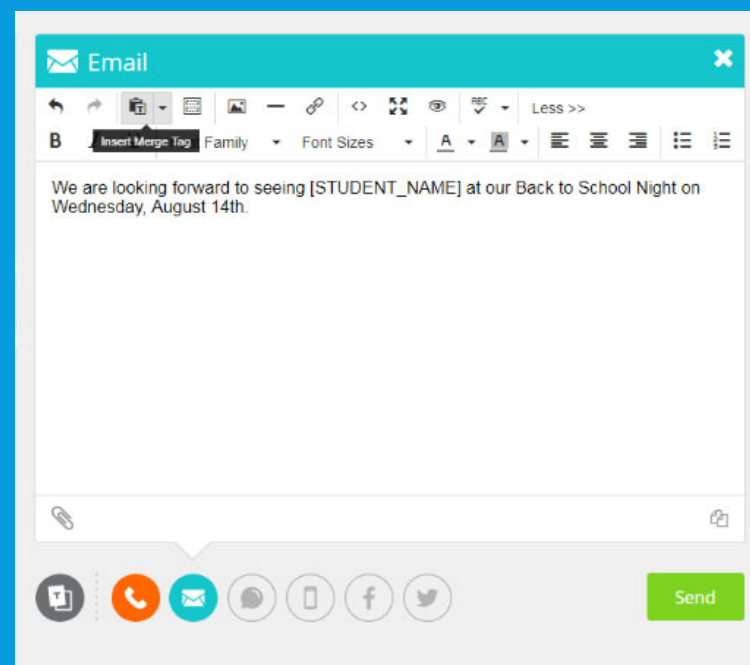 Email
ABC
Less >>
B
Insert Merge Tag
Family
Font Sizes
A
A
We are looking forward to seeing [STUDENT_NAME] at our Back to School Night on
Wednesday, August 14th.
Send